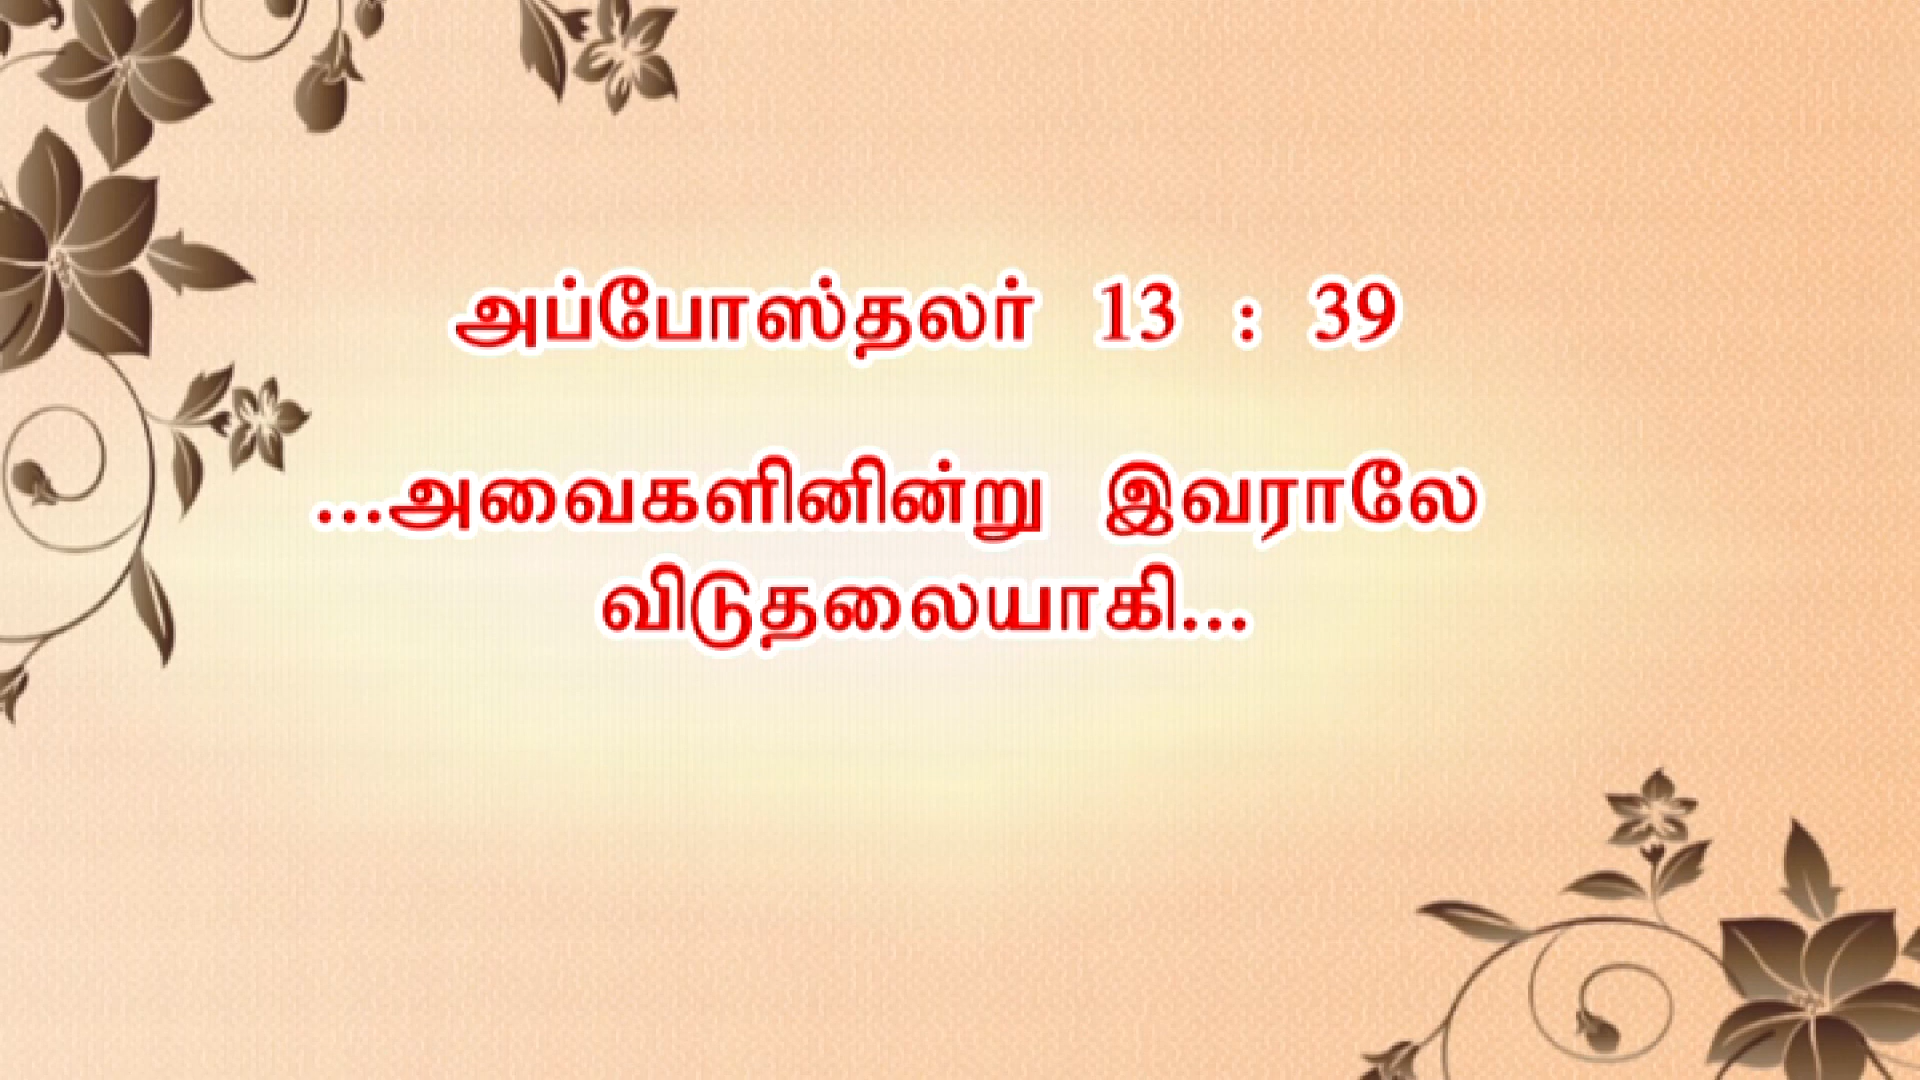 அப்போஸ்தலர் 13 : 39
...அவைகளினின்று இவராலே
விடுதலையாகி...